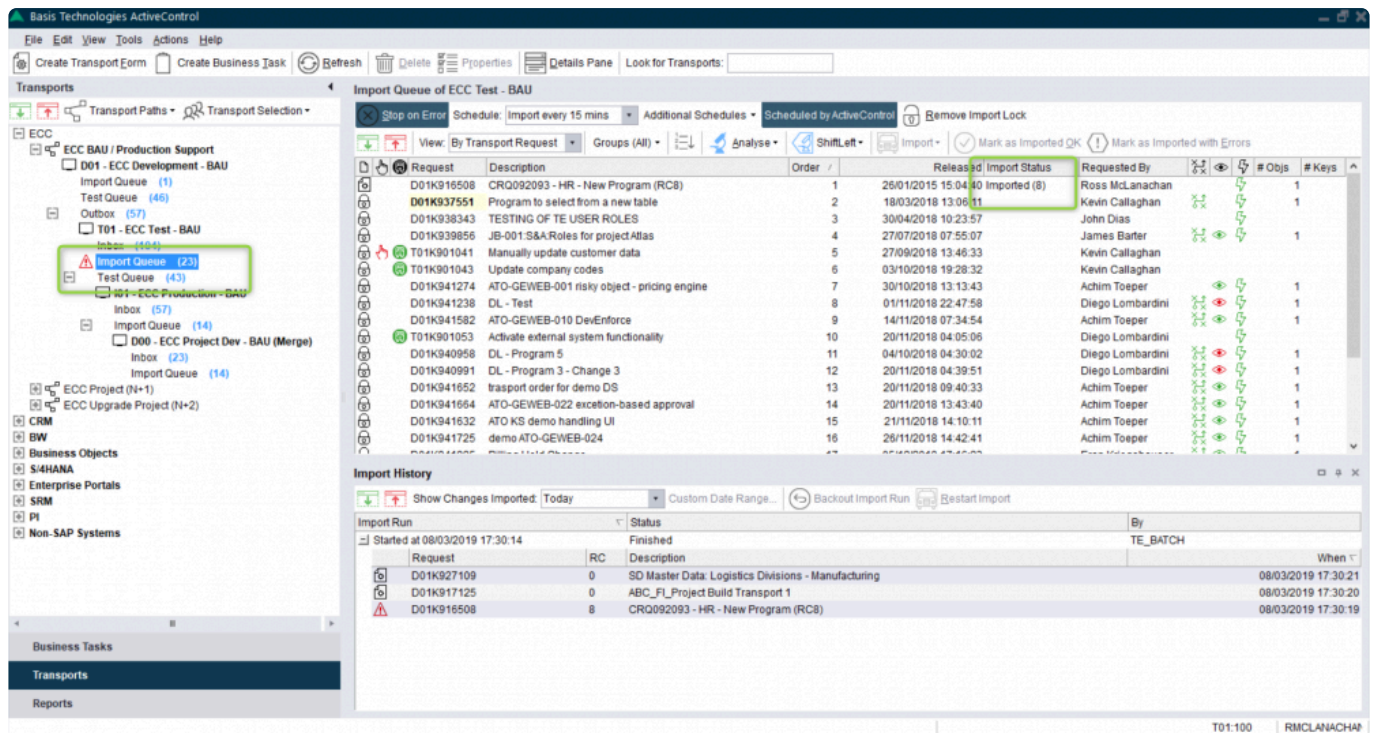 Basis Technologies ActiveControl
File Edit View Tools Actions Help
Create Transport Form Create Business Task Refresh Delete Properties Details Pane Look for Transports:
Transports
Transport Paths Transport Selection
ECC
ECC BAU / Production Support
D01 - ECC Development - BAU
Import Queue (1)
Test Queue (46)
Outbox (57)
T01 - ECC Test - BAU
Inbox (104)
Import Queue (23)
Test Queue (43)
I01 - ECC Production - BAU
Inbox (57)
Import Queue (14)
D00 - ECC Project Dev - BAU (Merge)
Inbox (23)
Import Queue (14)
ECC Project (N+1)
ECC Upgrade Project (N+2)
CRM
BW
Business Objects
S/4HANA
Enterprise Portals
SRM
PI
Non-SAP Systems
Business Tasks
Transports
Reports
Import Queue of ECC Test - BAU
Stop on Error Schedule: Import every 15 mins Additional Schedules Scheduled by ActiveControl Remove Import Lock
View: By Transport Request Groups (All) Analyse ShiftLeft Import Mark as Imported OK Mark as Imported with Errors
Request Description Order Released Import Status Requested By # Objs # Keys
D01K916508 CRQ092093 - HR - New Program (RC8) 1 26/01/2015 15:04:40 Imported (8) Ross McLanachan 1
D01K937551 Program to select from a new table 2 18/03/2018 13:06:11 Kevin Callaghan 1
D01K938343 TESTING OF TE USER ROLES 3 30/04/2018 10:23:57 John Dias
D01K939856 JB-001:S&A:Roles for project Atlas 4 27/07/2018 07:55:07 James Barter 1
T01K901041 Manually update customer data 5 27/09/2018 13:46:33 Kevin Callaghan
T01K901043 Update company codes 6 03/10/2018 19:28:32 Kevin Callaghan
D01K941274 ATO-GEWEB-001 risky object - pricing engine 7 30/10/2018 13:13:43 Achim Toeper 1
D01K941238 DL - Test 8 01/11/2018 22:47:58 Diego Lombardini 1
D01K941582 ATO-GEWEB-010 DevEnforce 9 14/11/2018 07:34:54 Achim Toeper 1
T01K901053 Activate external system functionality 10 20/11/2018 04:05:06 Diego Lombardini
D01K940958 DL - Program 5 11 04/10/2018 04:30:02 Diego Lombardini 1
D01K940991 DL - Program 3 - Change 3 12 20/11/2018 04:39:51 Diego Lombardini 1
D01K941652 trasport order for demo DS 13 20/11/2018 09:40:33 Achim Toeper 1
D01K941664 ATO-GEWEB-022 excetion-based approval 14 20/11/2018 13:43:40 Achim Toeper 1
D01K941632 ATO KS demo handling UI 15 21/11/2018 14:10:11 Achim Toeper 1
D01K941725 demo ATO-GEWEB-024 16 26/11/2018 14:42:41 Achim Toeper 1
Import History
Show Changes Imported: Today Custom Date Range... Backout Import Run Restart Import
Import Run Status By
Started at 08/03/2019 17:30:14 Finished TE_BATCH
Request RC Description When
D01K927109 0 SD Master Data: Logistics Divisions - Manufacturing 08/03/2019 17:30:21
D01K917125 0 ABC_FI_Project Build Transport 1 08/03/2019 17:30:20
D01K916508 8 CRQ092093 - HR - New Program (RC8) 08/03/2019 17:30:19
T01:100 RMCLANACHAN